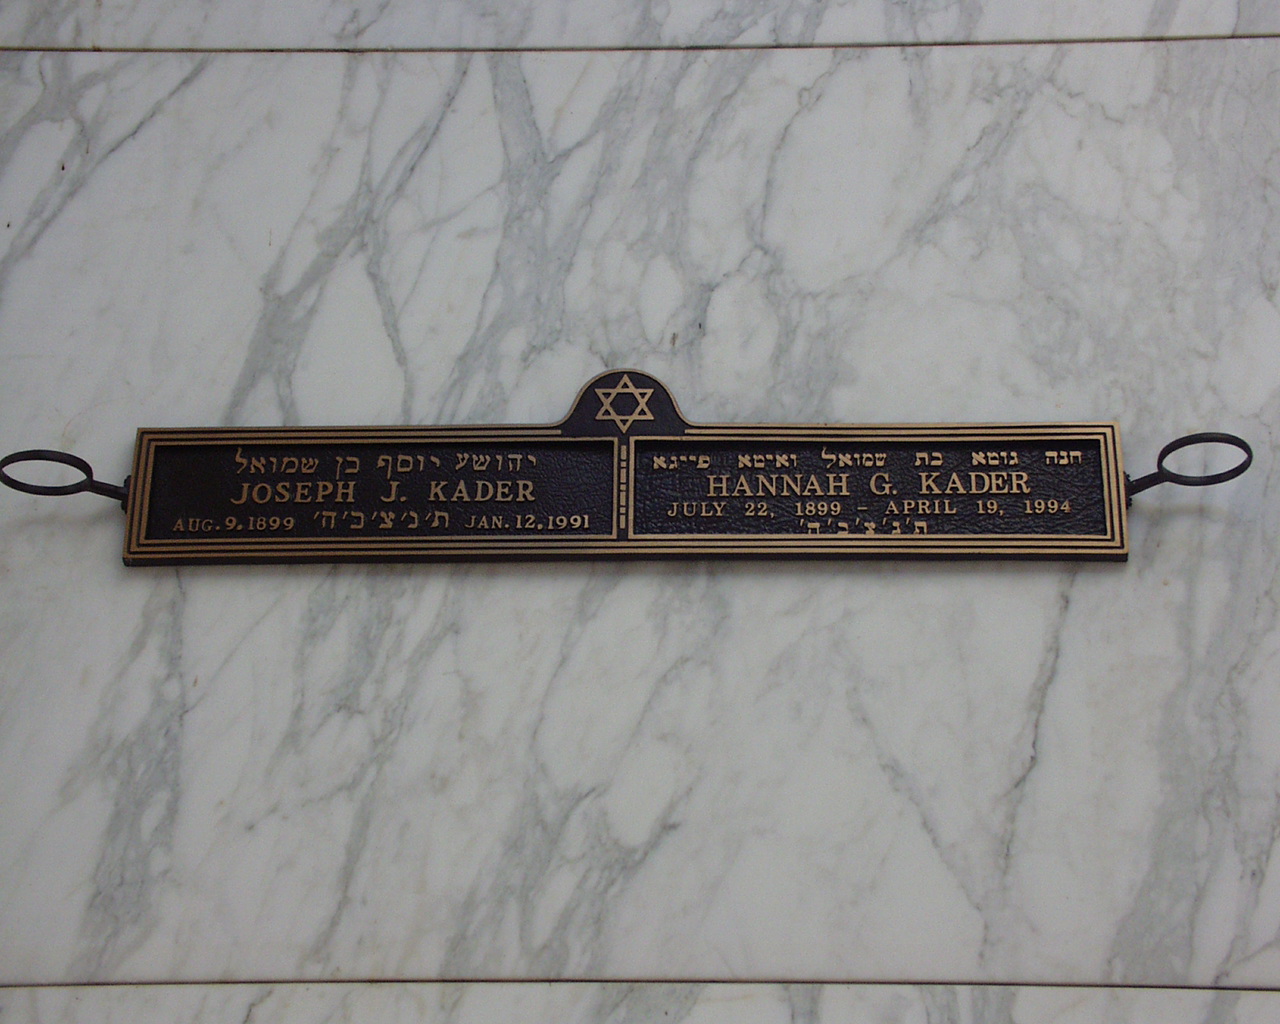 יהושע יוסף בן שמואל
JOSEPH J. KADER
AUG. 9. 1899 ת'נ'צ'ב'ה' JAN. 12, 1991
חנה גוטא בת שמואל ואיטא פייגא
HANNAH G. KADER
JULY 22, 1899 – APRIL 19, 1994
ת'נ'צ'ב'ה'